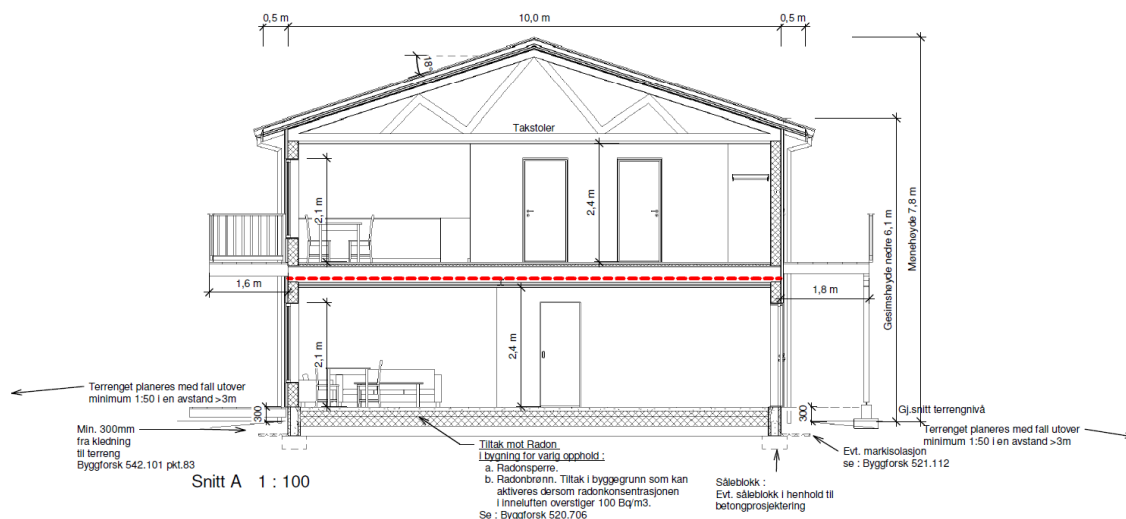 0,5 m
10,0 m
0,5 m
18°
Takstoler
2,1 m
2,4 m
Gesimshøyde nedre 6,1 m
Mønehøyde 7,8 m
1,6 m
1,8 m
2,1 m
2,4 m
Terrenget planeres med fall utover
minimum 1:50 i en avstand >3m
300
300
Gj.snitt terrengnivå
Terrenget planeres med fall utover
minimum 1:50 i en avstand >3m
Min. 300mm
fra kledning
til terreng
Byggforsk 542.101 pkt.83
Tiltak mot Radon
i bygning for varig opphold :
a. Radonsperre.
b. Radonbrønn. Tiltak i byggegrunn som kan
aktiveres dersom radonkonsentrasjonen
i inneluften overstiger 100 Bq/m3.
Se : Byggforsk 520.706
Evt. markisolasjon
se : Byggforsk 521.112
Såleblokk :
Evt. såleblokk i henhold til
betongprosjektering
Snitt A 1 : 100